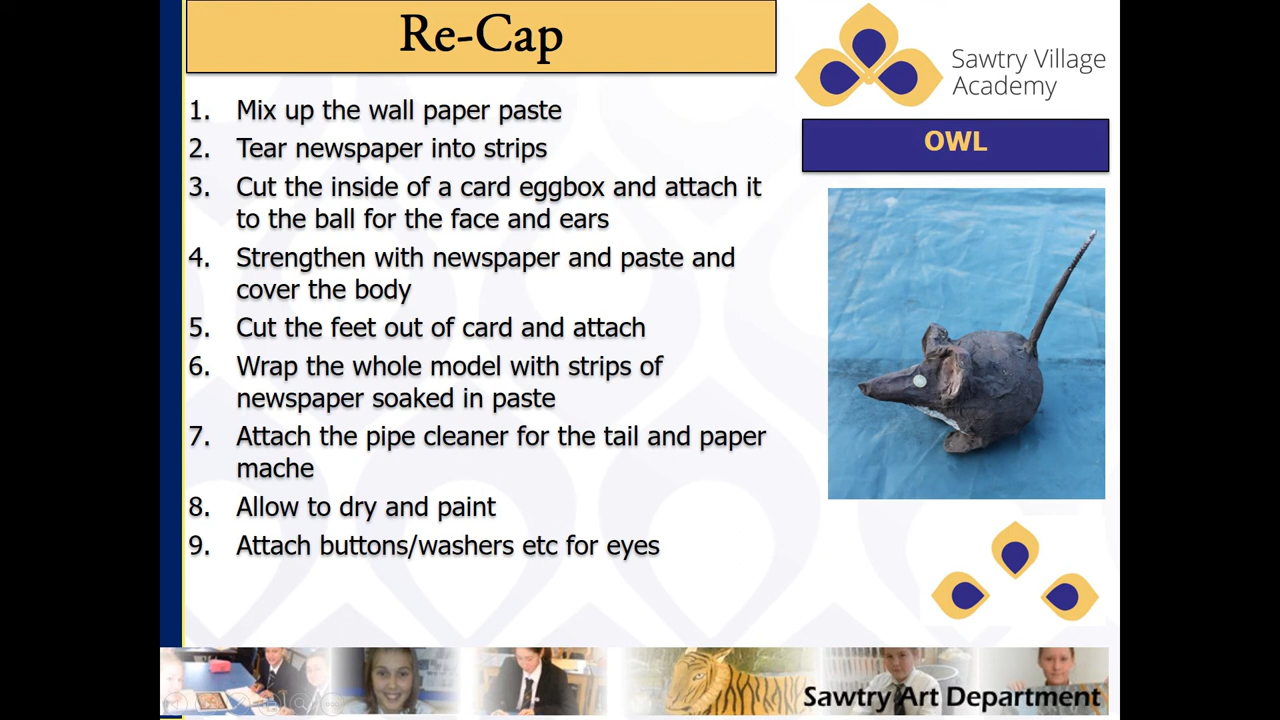 Re-Cap
Sawtry Village
Academy
OWL
1. Mix up the wall paper paste
2. Tear newspaper into strips
3. Cut the inside of a card eggbox and attach it
to the ball for the face and ears
4. Strengthen with newspaper and paste and
cover the body
5. Cut the feet out of card and attach
6. Wrap the whole model with strips of
newspaper soaked in paste
7. Attach the pipe cleaner for the tail and paper
mache
8. Allow to dry and paint
9. Attach buttons/washers etc for eyes
Sawtry Art Department